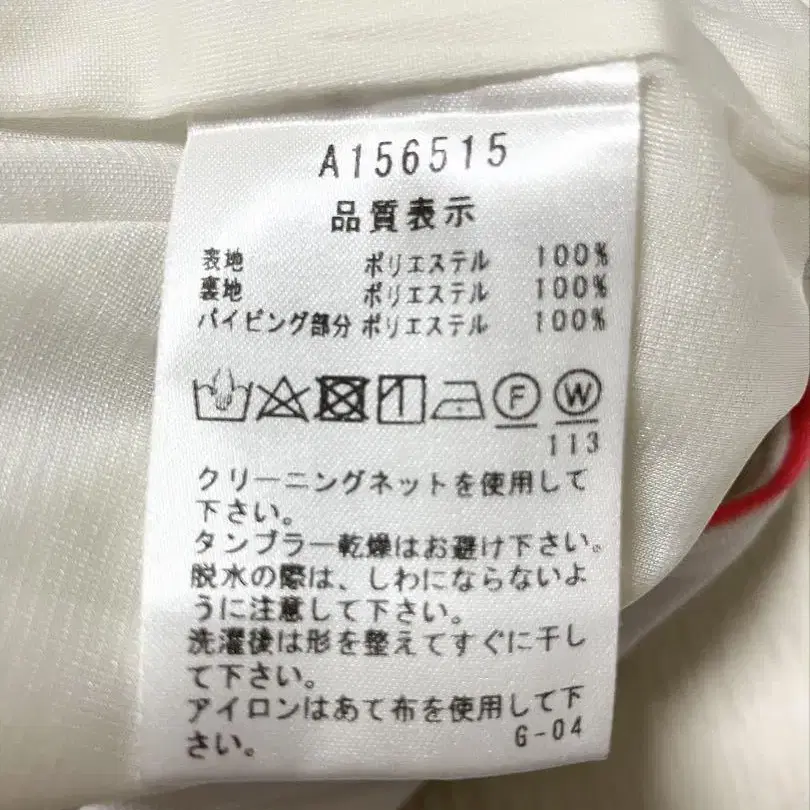 A156515
品質表示
表地 ポリエステル 100%
裏地 ポリエステル 100%
パイピング部分 ポリエステル 100%
F W
113
クリーニングネットを使用して
下さい。
タンブラー乾燥はお避け下さい。
脱水の際は、しわにならないよ
うに注意して下さい。
洗濯後は形を整えてすぐに干し
て下さい。
アイロンはあて布を使用して下
さい。 G-04